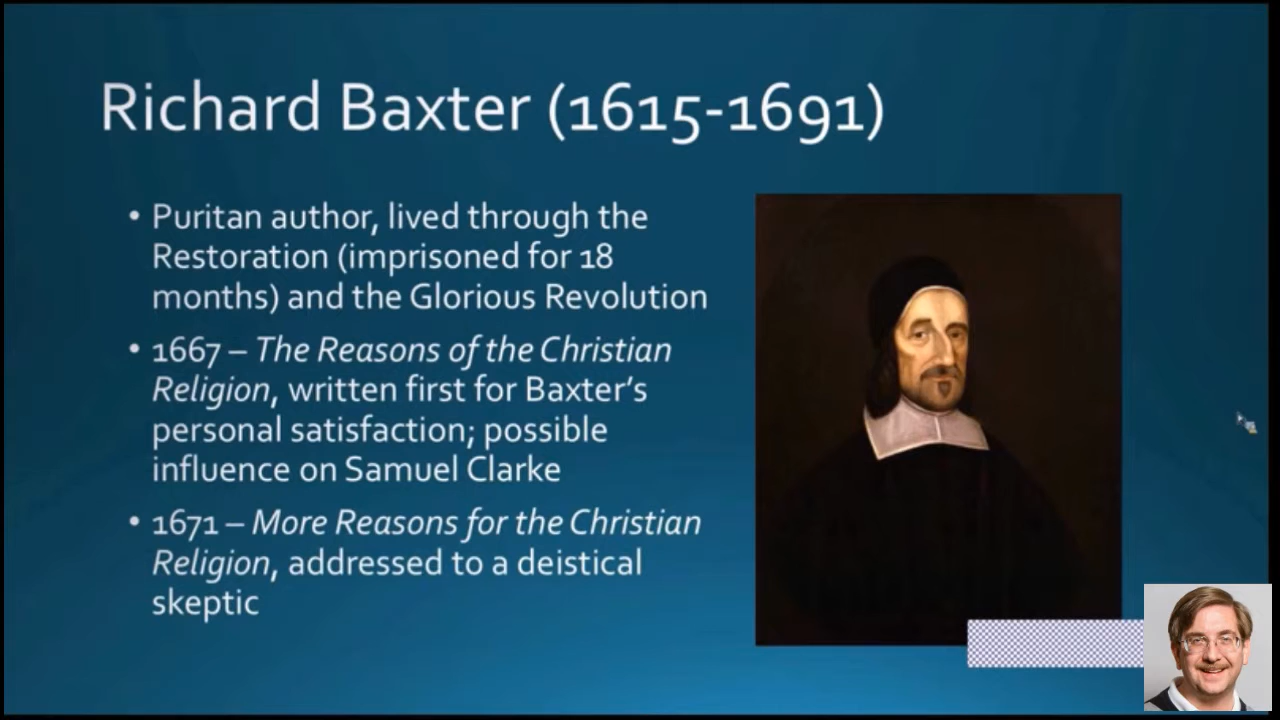 Richard Baxter (1615-1691)
• Puritan author, lived through the
Restoration (imprisoned for 18
months) and the Glorious Revolution
• 1667 – The Reasons of the Christian
Religion, written first for Baxter’s
personal satisfaction; possible
influence on Samuel Clarke
• 1671 – More Reasons for the Christian
Religion, addressed to a deistical
skeptic